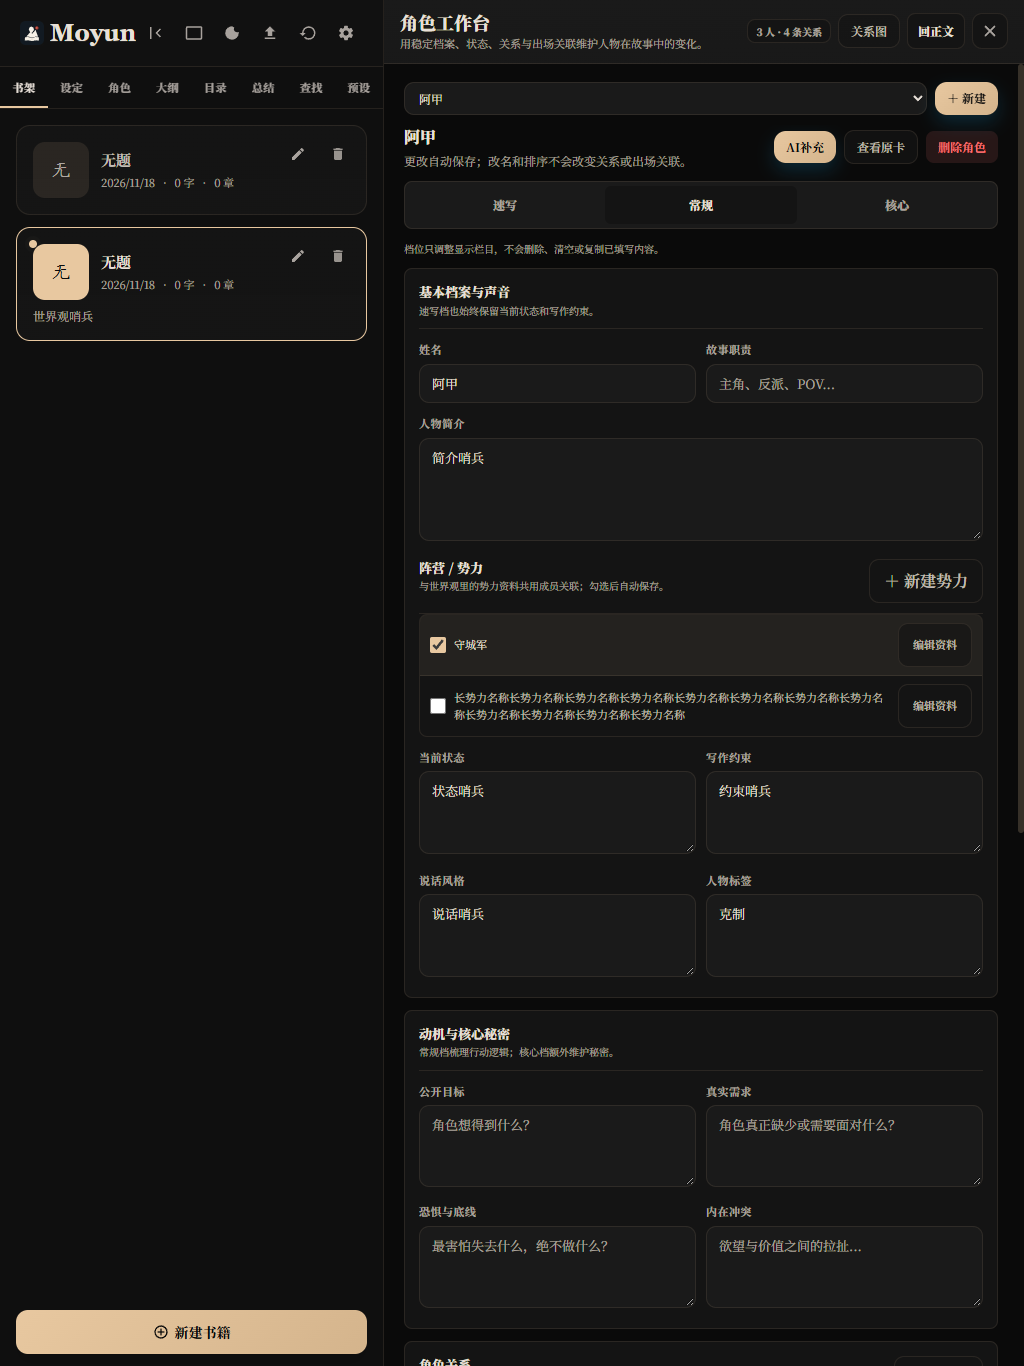 Moyun
书架 设定 角色 大纲 目录 总结 查找 预设
无
无题
2026/11/18 · 0 字 · 0 章
无
无题
2026/11/18 · 0 字 · 0 章
世界观哨兵
新建书籍
角色工作台
用稳定档案、状态、关系与出场关联维护人物在故事中的变化。
3 人 · 4 条关系
关系图
回正文
阿甲
新建
阿甲
更改自动保存；改名和排序不会改变关系或出场关联。
AI补充
查看原卡
删除角色
速写 常规 核心
档位只调整显示栏目，不会删除、清空或复制已填写内容。
基本档案与声音
速写档也始终保留当前状态和写作约束。
姓名
阿甲
故事职责
主角、反派、POV…
人物简介
简介哨兵
阵营 / 势力
与世界观里的势力资料共用成员关联；勾选后自动保存。
新建势力
守城军
编辑资料
长势力名称长势力名称长势力名称长势力名称长势力名称长势力名称长势力名称长势力名
称长势力名称长势力名称长势力名称长势力名称
编辑资料
当前状态
状态哨兵
写作约束
约束哨兵
说话风格
说话哨兵
人物标签
克制
动机与核心秘密
常规档梳理行动逻辑；核心档额外维护秘密。
公开目标
角色想得到什么？
真实需求
角色真正缺少或需要面对什么？
恐惧与底线
最害怕失去什么，绝不做什么？
内在冲突
欲望与价值之间的拉扯…
角色关系